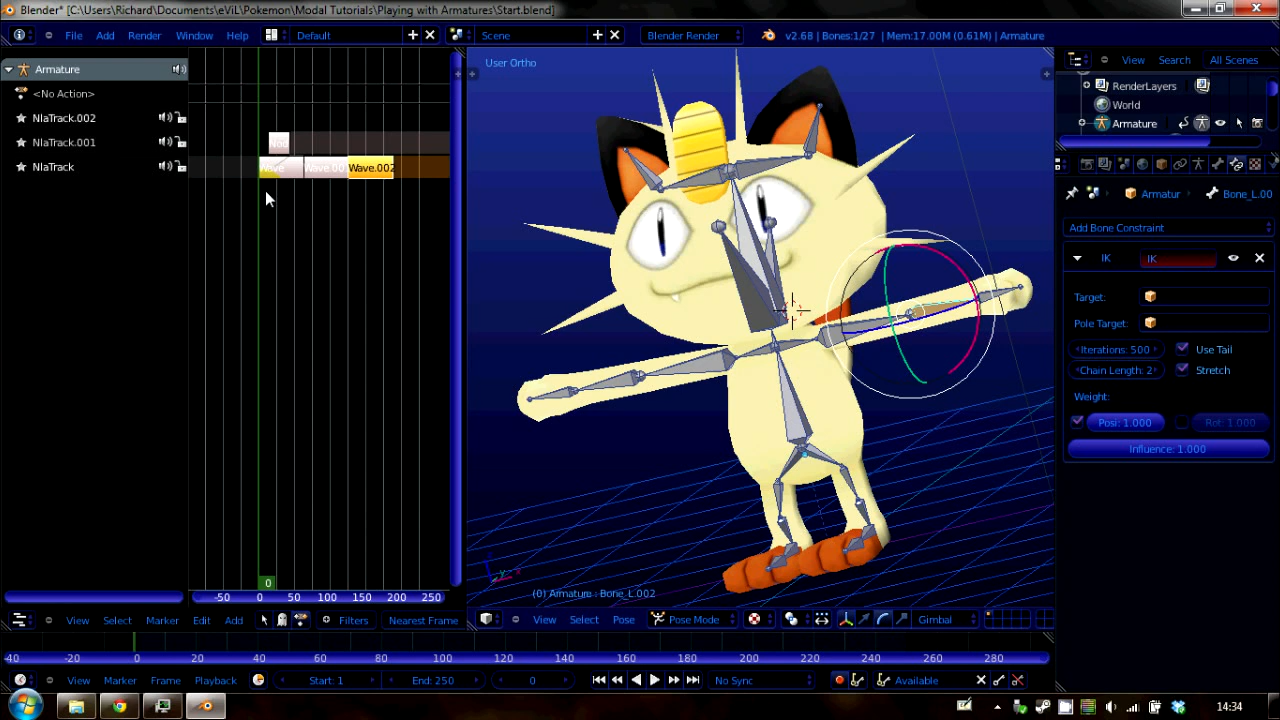 Blender* [C:\Users\Richard\Documents\eViL\Pokemon\Modal Tutorials\Playing with Armatures\Start.blend]
File Add Render Window Help Default Scene Blender Render v2.68 | Bones:1/27 | Mem:17.00M (0.61M) | Armature
Armature
<No Action>
NlaTrack.002
NlaTrack.001
Nod
NlaTrack
Wave Wave.00 Wave.002
0
-50 0 50 100 150 200 250
View Select Marker Edit Add Filters Nearest Frame
User Ortho
(0) Armature : Bone_L.002
View Select Pose Pose Mode Gimbal
View Search All Scenes
RenderLayers
World
Armature
Armatur Bone_L.00
Add Bone Constraint
IK IK
Target:
Pole Target:
Iterations: 500 Use Tail
Chain Length: 2 Stretch
Weight:
Posi: 1.000 Rot: 1.000
Influence: 1.000
-40 -20 0 20 40 60 80 100 120 140 160 180 200 220 240 260 280
View Marker Frame Playback Start: 1 End: 250 0 No Sync Available
14:34